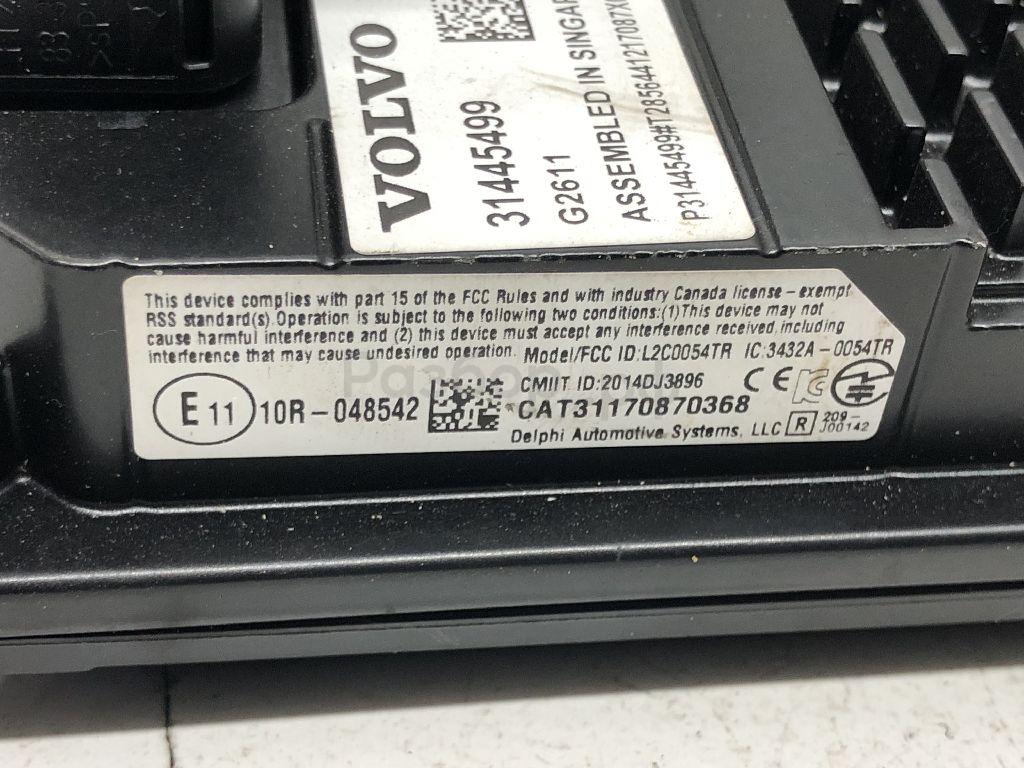 VOLVO
31445499
G2611
ASSEMBLED IN
P31445499#T2856441217087X
This device complies with part 15 of the FCC Rules and with industry Canada license-exempt
RSS standard(s).Operation is subject to the following two conditions:(1)This device may not
cause harmful interference and (2) this device must accept any interference received,including
interference that may cause undesired operation. Model/FCC ID:L2C0054TR IC:3432A-0054TR
CMIIT ID:2014DJ3896 CE
E11 10R-048542 *CAT31170870368
Delphi Automotive Systems, LLC R 209-
J00142